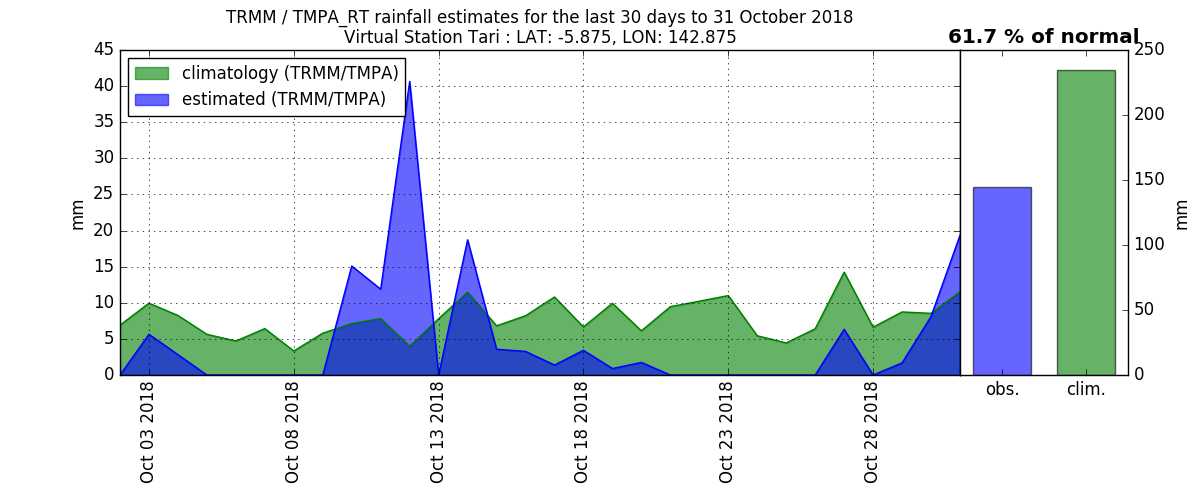 TRMM / TMPA_RT rainfall estimates for the last 30 days to 31 October 2018
Virtual Station Tari : LAT: -5.875, LON: 142.875
61.7 % of normal
climatology (TRMM/TMPA)
estimated (TRMM/TMPA)
45
40
35
30
25
20
15
10
5
0
mm
Oct 03 2018
Oct 08 2018
Oct 13 2018
Oct 18 2018
Oct 23 2018
Oct 28 2018
250
200
150
100
50
0
mm
obs.
clim.